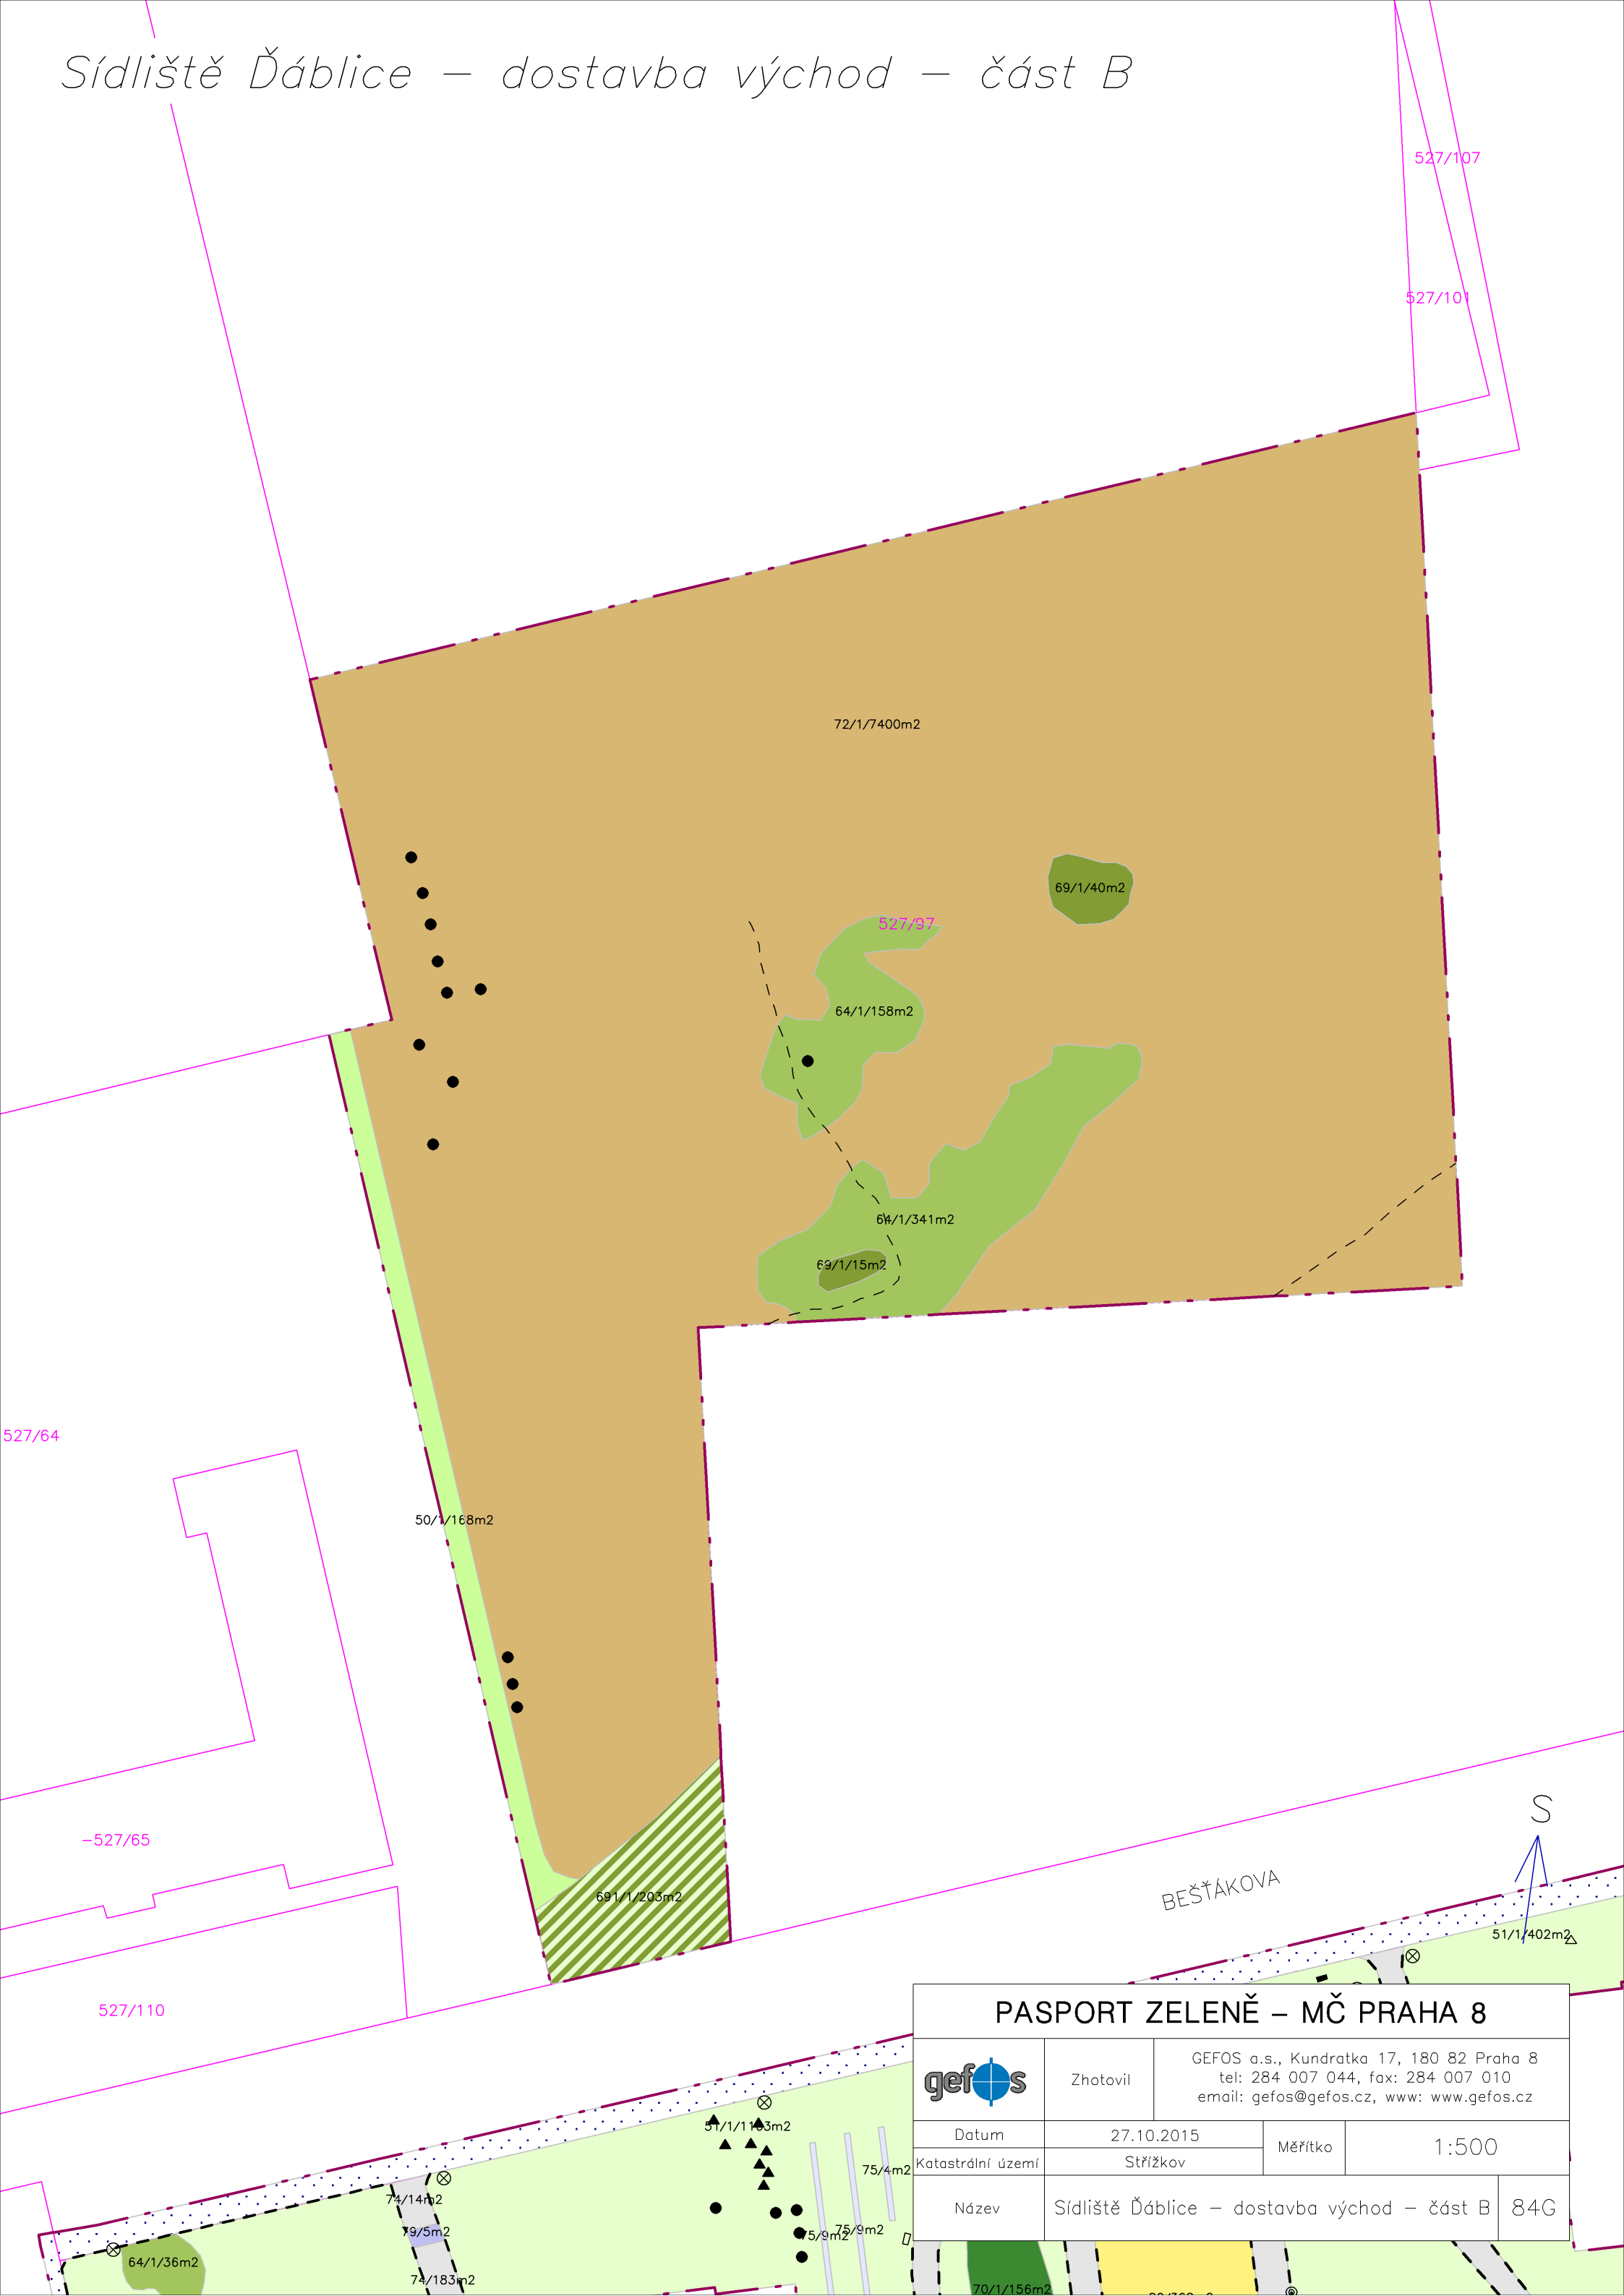 Sídliště Ďáblice – dostavba východ – část B
527/107
527/101
72/1/7400m2
69/1/40m2
527/97
64/1/158m2
64/1/341m2
69/1/15m2
527/64
50/1/168m2
-527/65
S
BEŠŤÁKOVA
691/1/203m2
51/1/402m2
527/110
PASPORT ZELENĚ – MČ PRAHA 8
gefos
Zhotovil
GEFOS a.s., Kundratka 17, 180 82 Praha 8
tel: 284 007 044, fax: 284 007 010
email: gefos@gefos.cz, www: www.gefos.cz
Datum
27.10.2015
Měřítko
1:500
Katastrální území
Střížkov
Název
Sídliště Ďáblice – dostavba východ – část B
84G
75/4m2
74/14m2
79/5m2
75/9m2
75/9m2
64/1/36m2
74/183m2
70/1/156m2